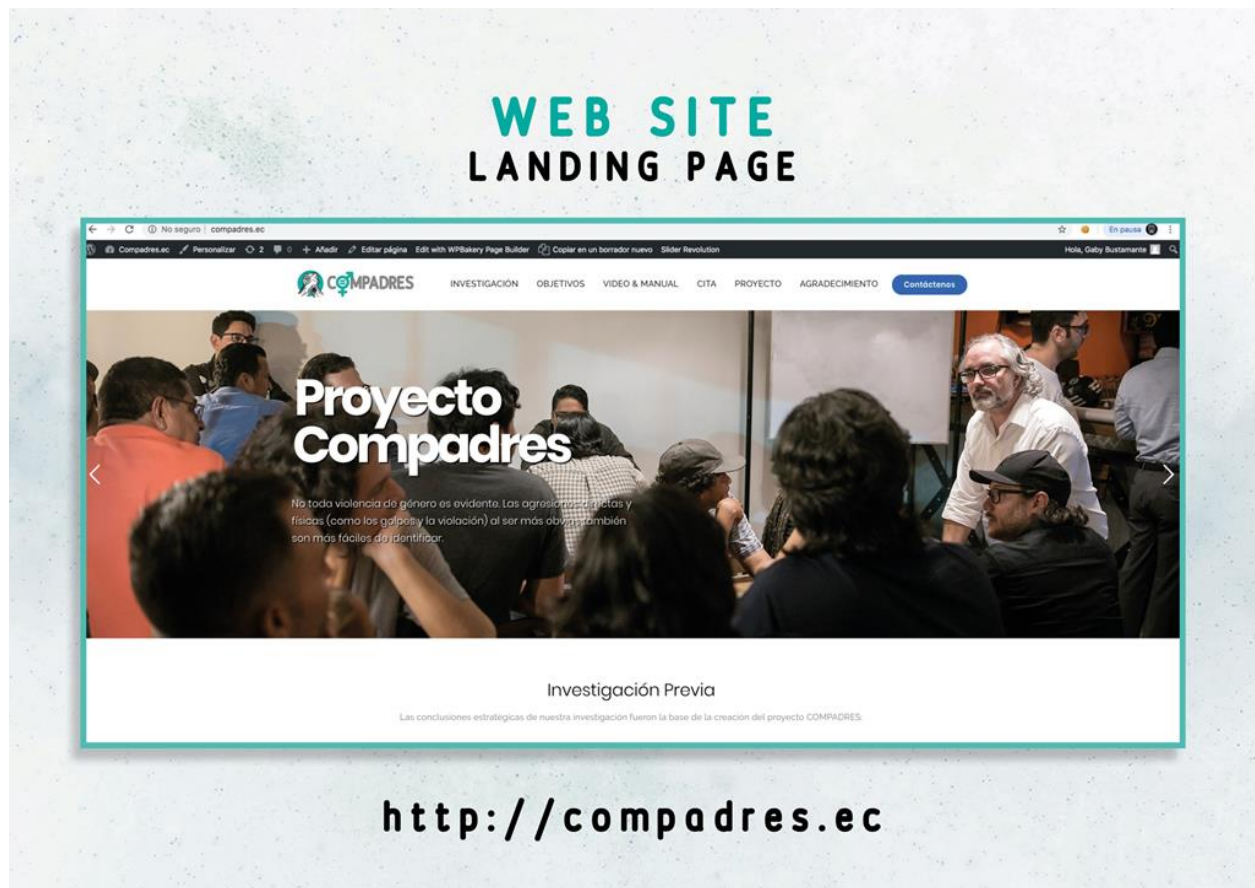 WEB SITE
LANDING PAGE
No seguro | compadres.ec
En pausa
Compadres.ec Personalizar 2 0 + Añadir Editar página Edit with WPBakery Page Builder Copiar en un borrador nuevo Slider Revolution Hola, Gaby Bustamante
COMPADRES INVESTIGACIÓN OBJETIVOS VIDEO & MANUAL CITA PROYECTO AGRADECIMIENTO Contáctenos
Proyecto
Compadres
No toda violencia de género es evidente. Las agresiones directas y
físicas (como los golpes y la violación) al ser más obvias también
son más fáciles de identificar.
Investigación Previa
Las conclusiones estratégicas de nuestra investigación fueron la base de la creación del proyecto COMPADRES.
http://compadres.ec